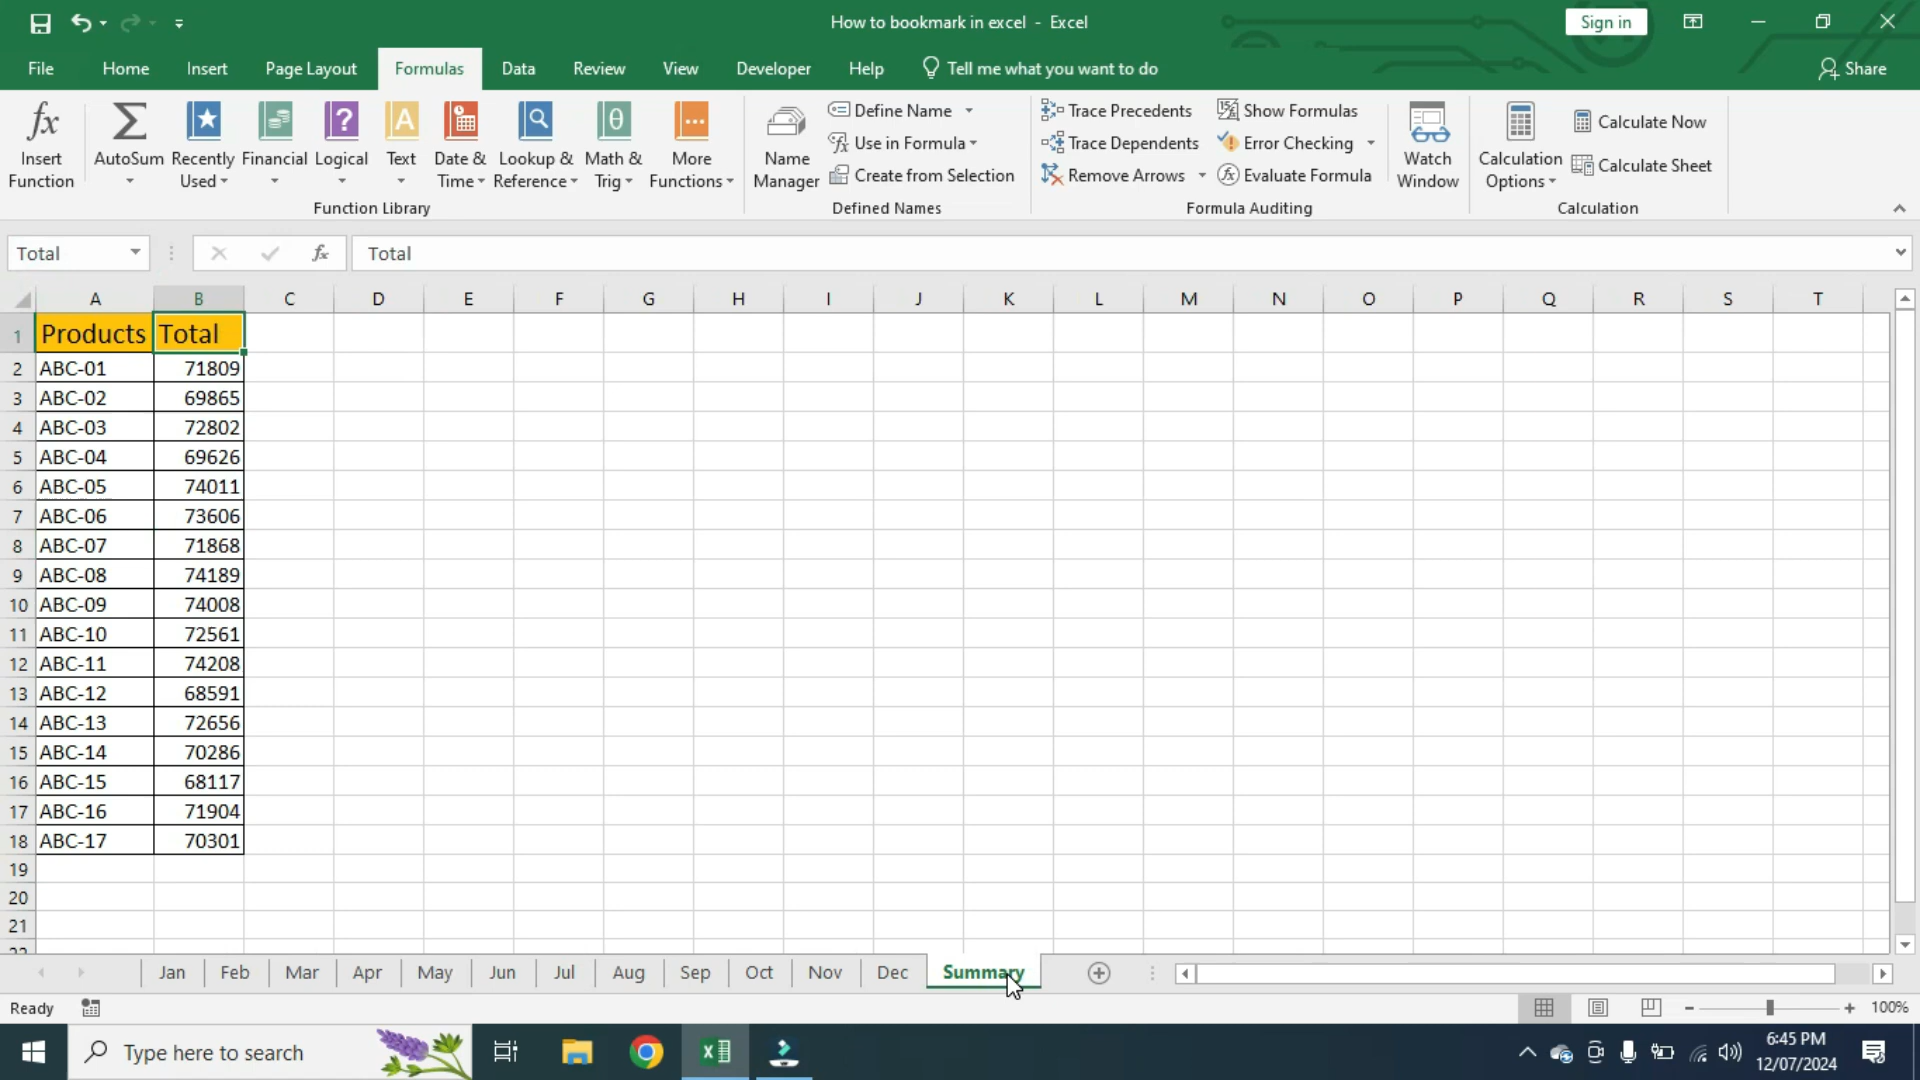 How to bookmark in excel - Excel
Sign in
File Home Insert Page Layout Formulas Data Review View Developer Help Tell me what you want to do Share
Insert Function
AutoSum
Recently Used
Financial
Logical
Text
Date & Time
Lookup & Reference
Math & Trig
More Functions
Function Library
Name Manager
Define Name
Use in Formula
Create from Selection
Defined Names
Trace Precedents
Trace Dependents
Remove Arrows
Show Formulas
Error Checking
Evaluate Formula
Formula Auditing
Watch Window
Calculation Options
Calculate Now
Calculate Sheet
Calculation
Total fx Total
A B C D E F G H I J K L M N O P Q R S T
1 Products Total
2 ABC-01 71809
3 ABC-02 69865
4 ABC-03 72802
5 ABC-04 69626
6 ABC-05 74011
7 ABC-06 73606
8 ABC-07 71868
9 ABC-08 74189
10 ABC-09 74008
11 ABC-10 72561
12 ABC-11 74208
13 ABC-12 68591
14 ABC-13 72656
15 ABC-14 70286
16 ABC-15 68117
17 ABC-16 71904
18 ABC-17 70301
19
20
21
22
Jan Feb Mar Apr May Jun Jul Aug Sep Oct Nov Dec Summary
Ready 100%
Type here to search
6:45 PM
12/07/2024